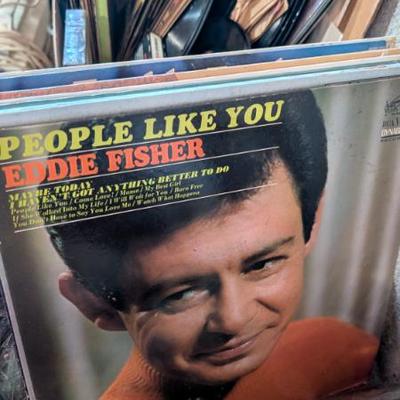 PEOPLE LIKE YOU
EDDIE FISHER
MAYBE TODAY
I HAVEN'T GOT ANYTHING BETTER TO DO
People Like You / Come Love! / Mame / My Best Girl
If She Walked Into My Life / I Will Wait for You / Born Free
You Don't Have to Say You Love Me / Watch What Happens